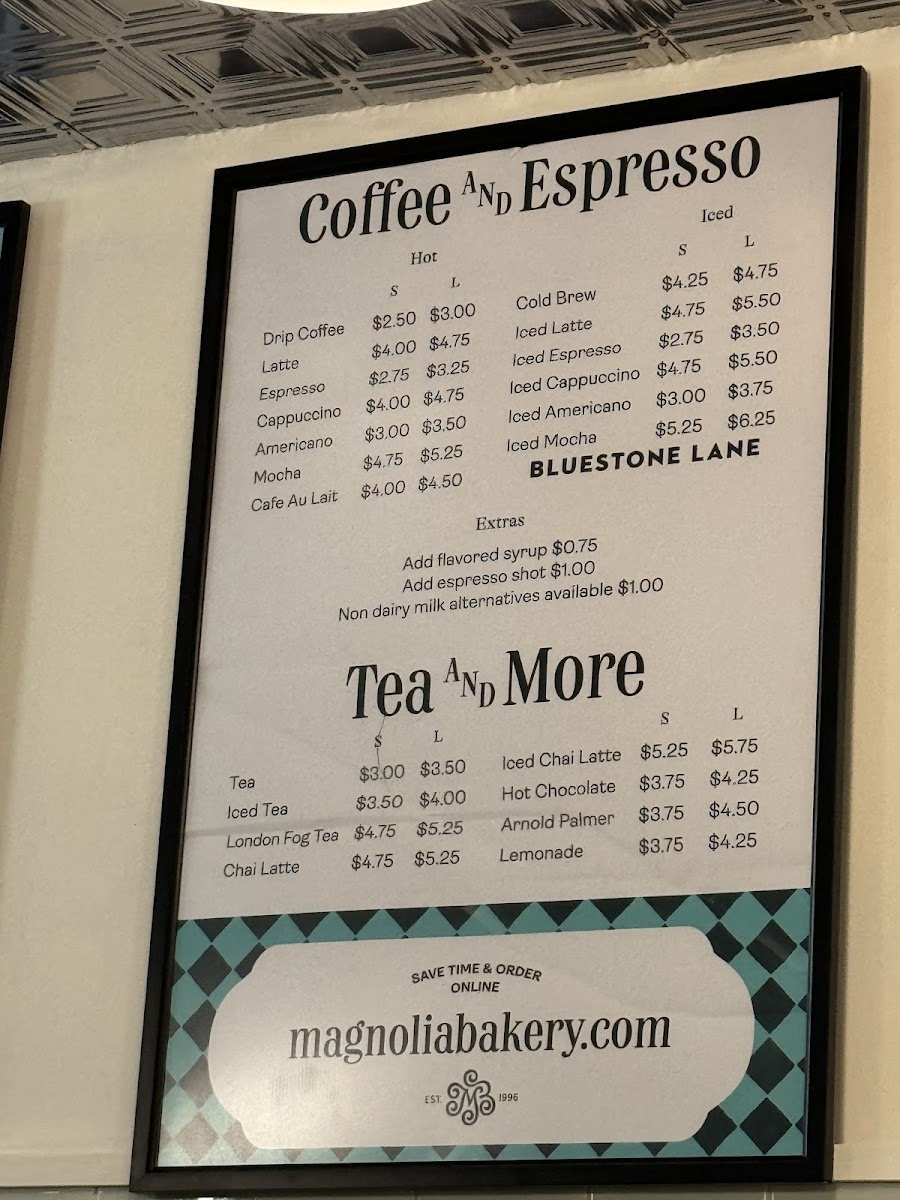 Coffee AND Espresso
Hot
S L
Drip Coffee $2.50 $3.00
Latte $4.00 $4.75
Espresso $2.75 $3.25
Cappuccino $4.00 $4.75
Americano $3.00 $3.50
Mocha $4.75 $5.25
Cafe Au Lait $4.00 $4.50
Iced
S L
Cold Brew $4.25 $4.75
Iced Latte $4.75 $5.50
Iced Espresso $2.75 $3.50
Iced Cappuccino $4.75 $5.50
Iced Americano $3.00 $3.75
Iced Mocha $5.25 $6.25
BLUESTONE LANE
Extras
Add flavored syrup $0.75
Add espresso shot $1.00
Non dairy milk alternatives available $1.00
Tea AND More
S L
Tea $3.00 $3.50
Iced Tea $3.50 $4.00
London Fog Tea $4.75 $5.25
Chai Latte $4.75 $5.25
S L
Iced Chai Latte $5.25 $5.75
Hot Chocolate $3.75 $4.25
Arnold Palmer $3.75 $4.50
Lemonade $3.75 $4.25
SAVE TIME & ORDER
ONLINE
magnoliabakery.com
EST. MB 1996